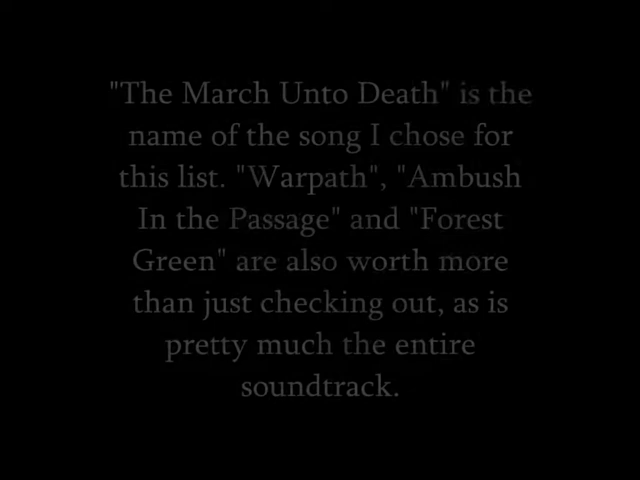 "The March Unto Death" is the
name of the song I chose for
this list. "Warpath", "Ambush
In the Passage" and "Forest
Green" are also worth more
than just checking out, as is
pretty much the entire
soundtrack.